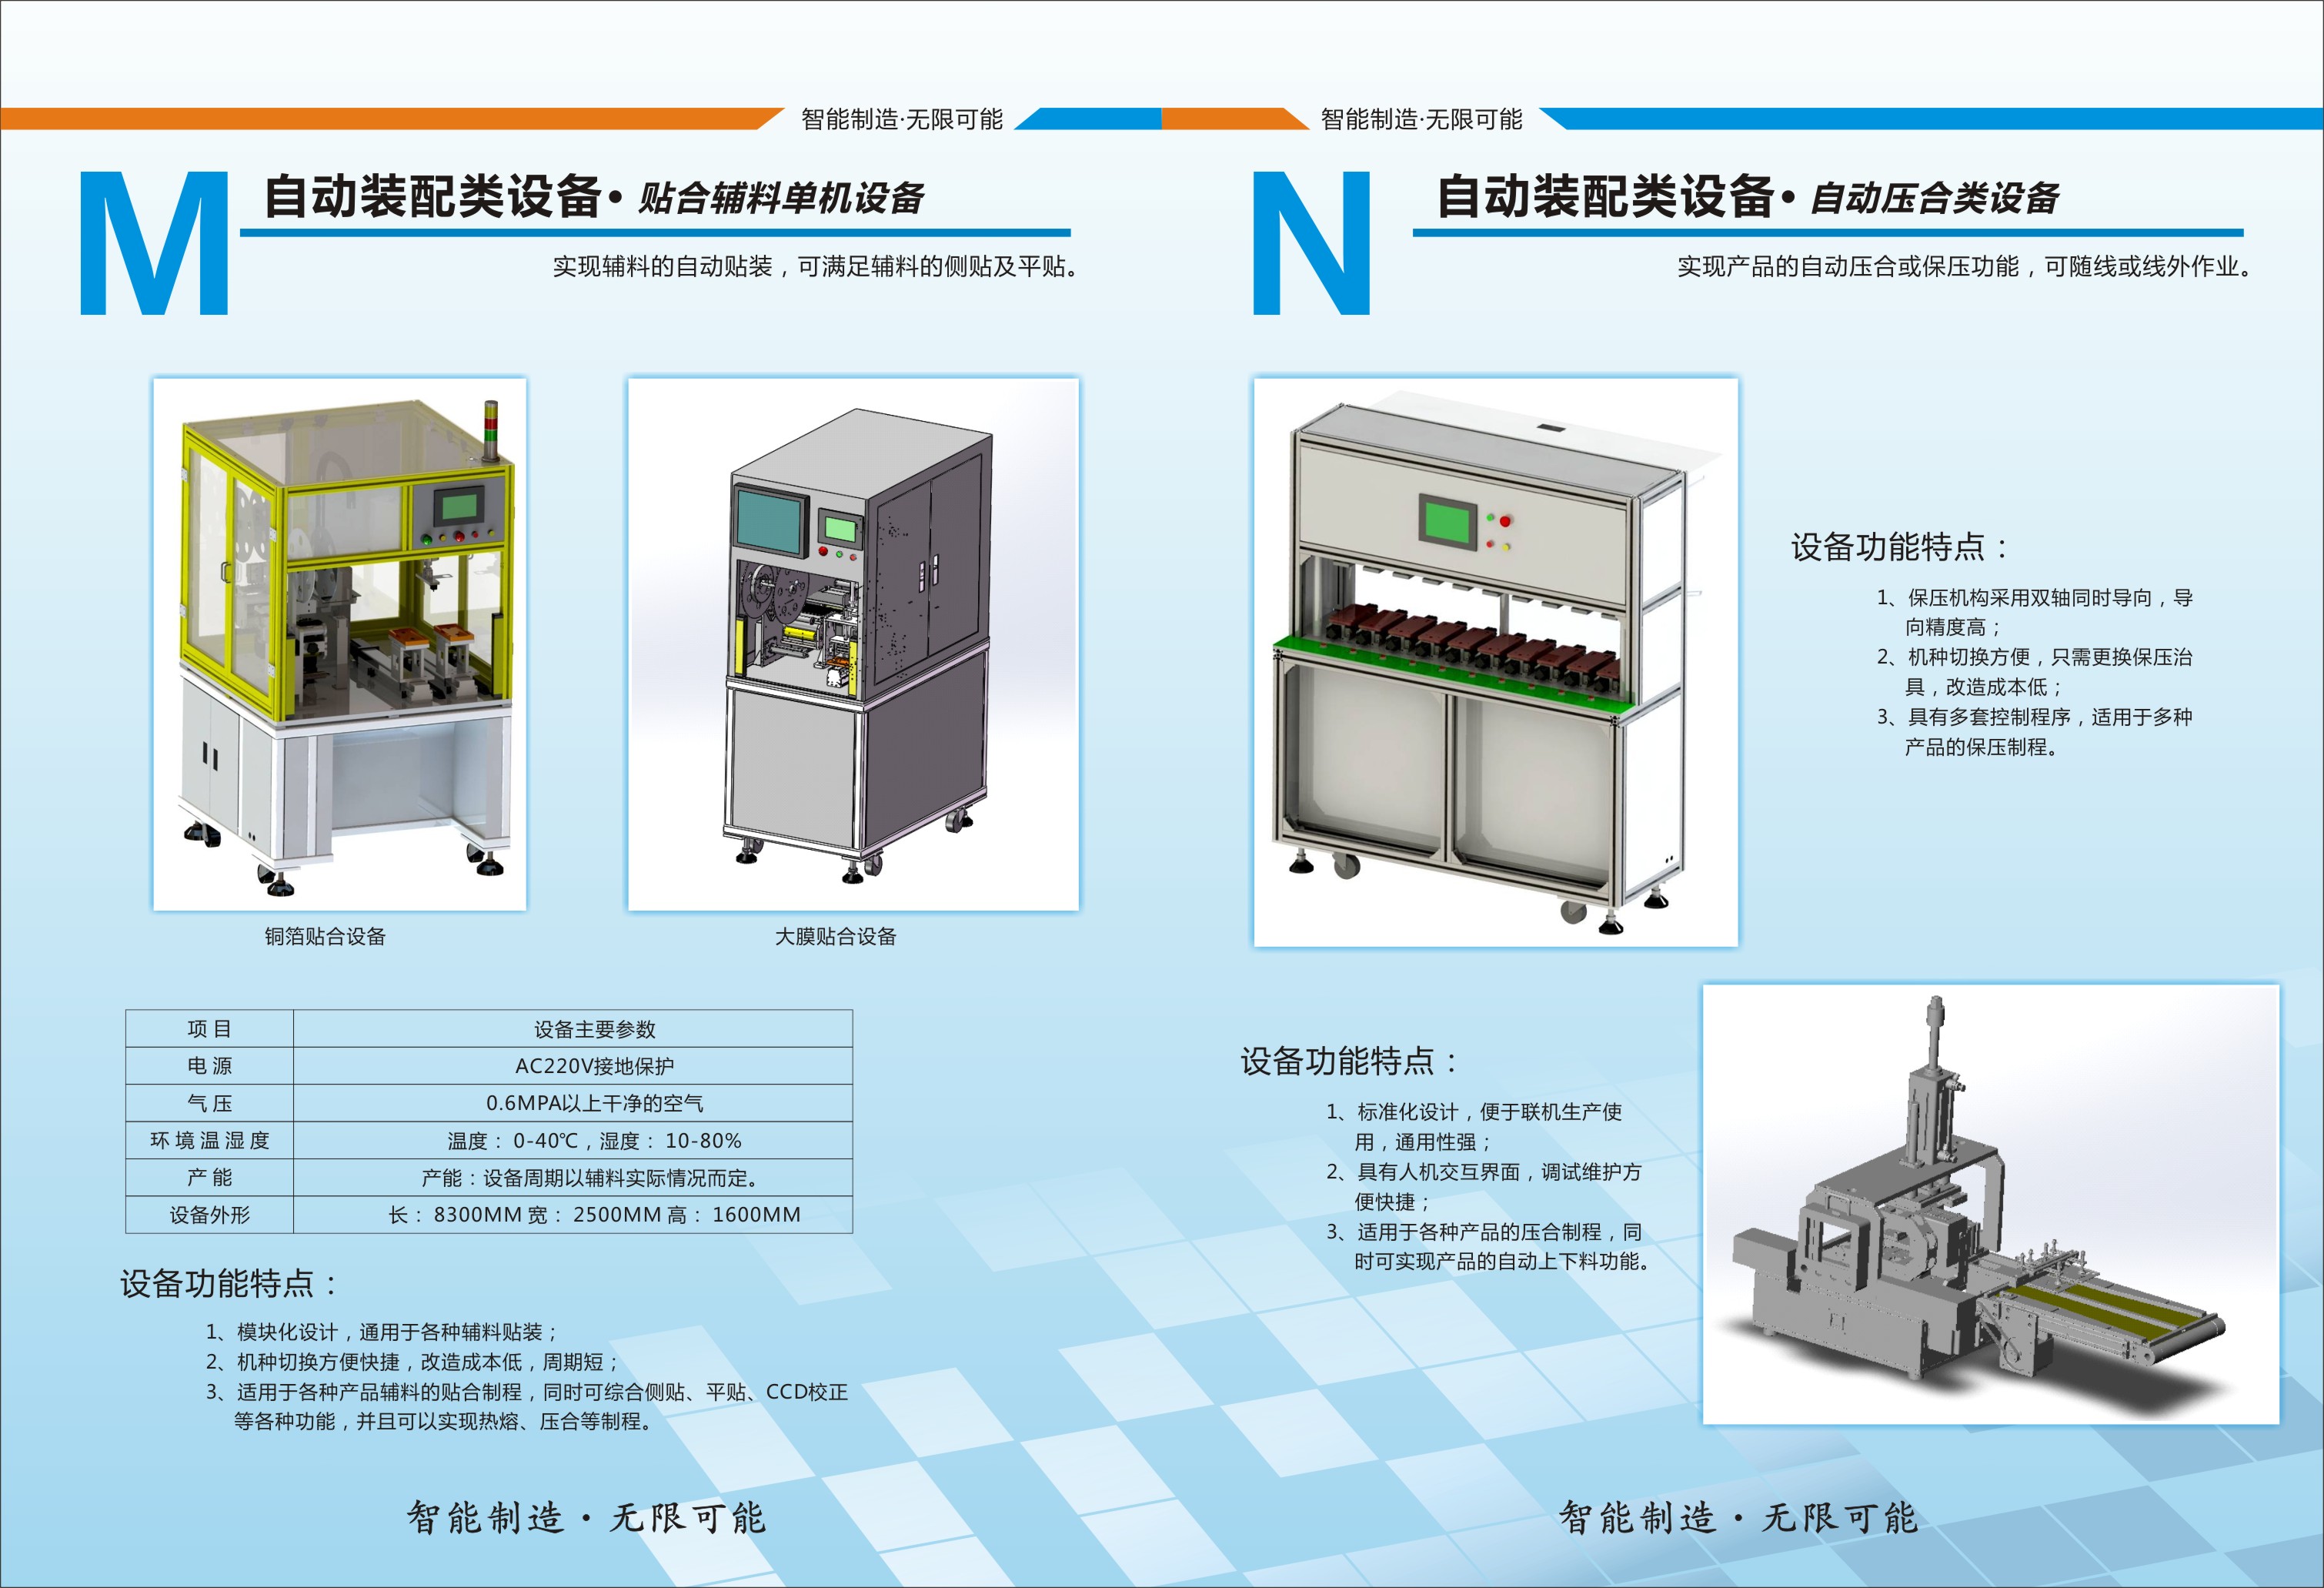 智能制造·无限可能
M
自动装配类设备• 贴合辅料单机设备
实现辅料的自动贴装，可满足辅料的侧贴及平贴。
铜箔贴合设备
大膜贴合设备
项 目 设备主要参数
电 源 AC220V接地保护
气 压 0.6MPA以上干净的空气
环 境 温 湿 度 温度： 0-40℃，湿度： 10-80%
产 能 产能：设备周期以辅料实际情况而定。
设备外形 长： 8300MM 宽： 2500MM 高： 1600MM
设备功能特点：
1、模块化设计，通用于各种辅料贴装；
2、机种切换方便快捷，改造成本低，周期短；
3、适用于各种产品辅料的贴合制程，同时可综合侧贴、平贴、CCD校正
等各种功能，并且可以实现热熔、压合等制程。
智能制造·无限可能
智能制造·无限可能
N
自动装配类设备• 自动压合类设备
实现产品的自动压合或保压功能，可随线或线外作业。
设备功能特点：
1、保压机构采用双轴同时导向，导
向精度高；
2、机种切换方便，只需更换保压治
具，改造成本低；
3、具有多套控制程序，适用于多种
产品的保压制程。
设备功能特点：
1、标准化设计，便于联机生产使
用，通用性强；
2、具有人机交互界面，调试维护方
便快捷；
3、适用于各种产品的压合制程，同
时可实现产品的自动上下料功能。
智能制造·无限可能